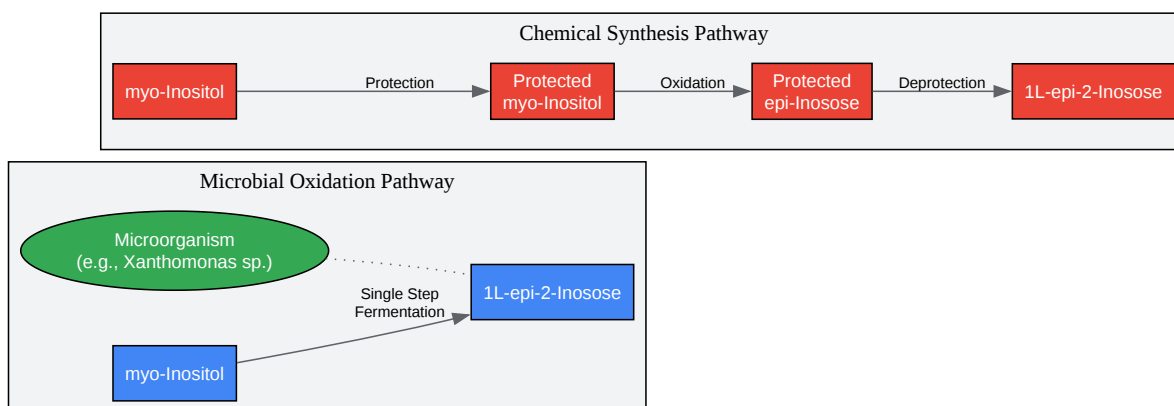 Chemical Synthesis Pathway
myo-Inositol
Protection
Protected
myo-Inositol
Oxidation
Protected
epi-Inosose
Deprotection
1L-epi-2-Inosose
Microbial Oxidation Pathway
Microorganism
(e.g., Xanthomonas sp.)
Single Step
Fermentation
1L-epi-2-Inosose
myo-Inositol